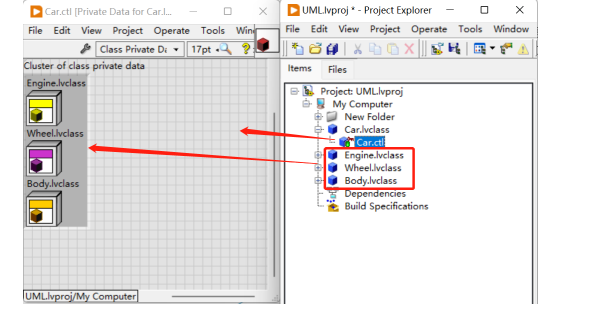 Car.ctl [Private Data for Car.l...
File Edit View Project Operate Tools
Class Private Da
17pt
Cluster of class private data
Engine.lvclass
Wheel.lvclass
Body.lvclass
UML.lvproj/My Computer
UML.lvproj * - Project Explorer
File Edit View Project Operate Tools Window
Items Files
Project: UML.lvproj
My Computer
New Folder
Car.lvclass
Car.ctl
Engine.lvclass
Wheel.lvclass
Body.lvclass
Dependencies
Build Specifications